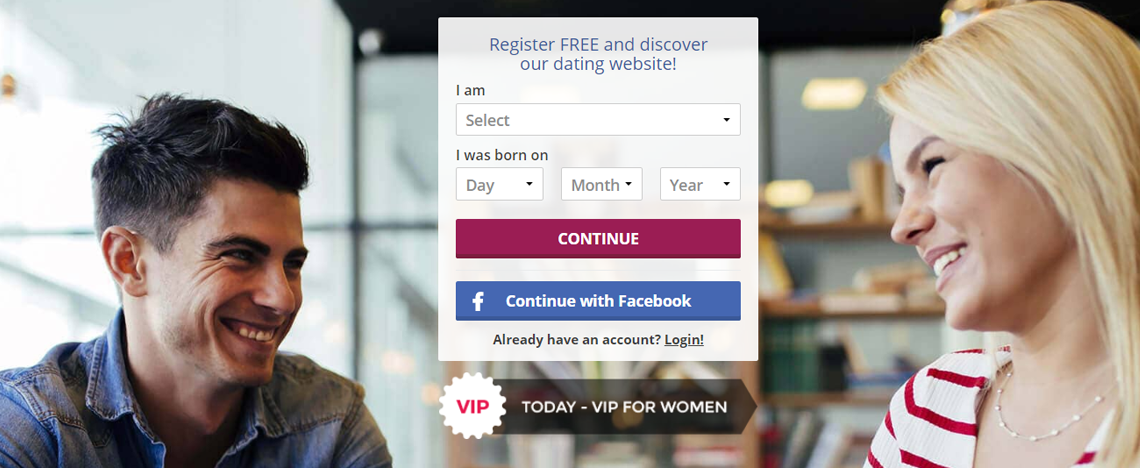 Register FREE and discover
our dating website!
I am
Select
I was born on
Day Month Year
CONTINUE
Continue with Facebook
Already have an account? Login!
VIP TODAY - VIP FOR WOMEN